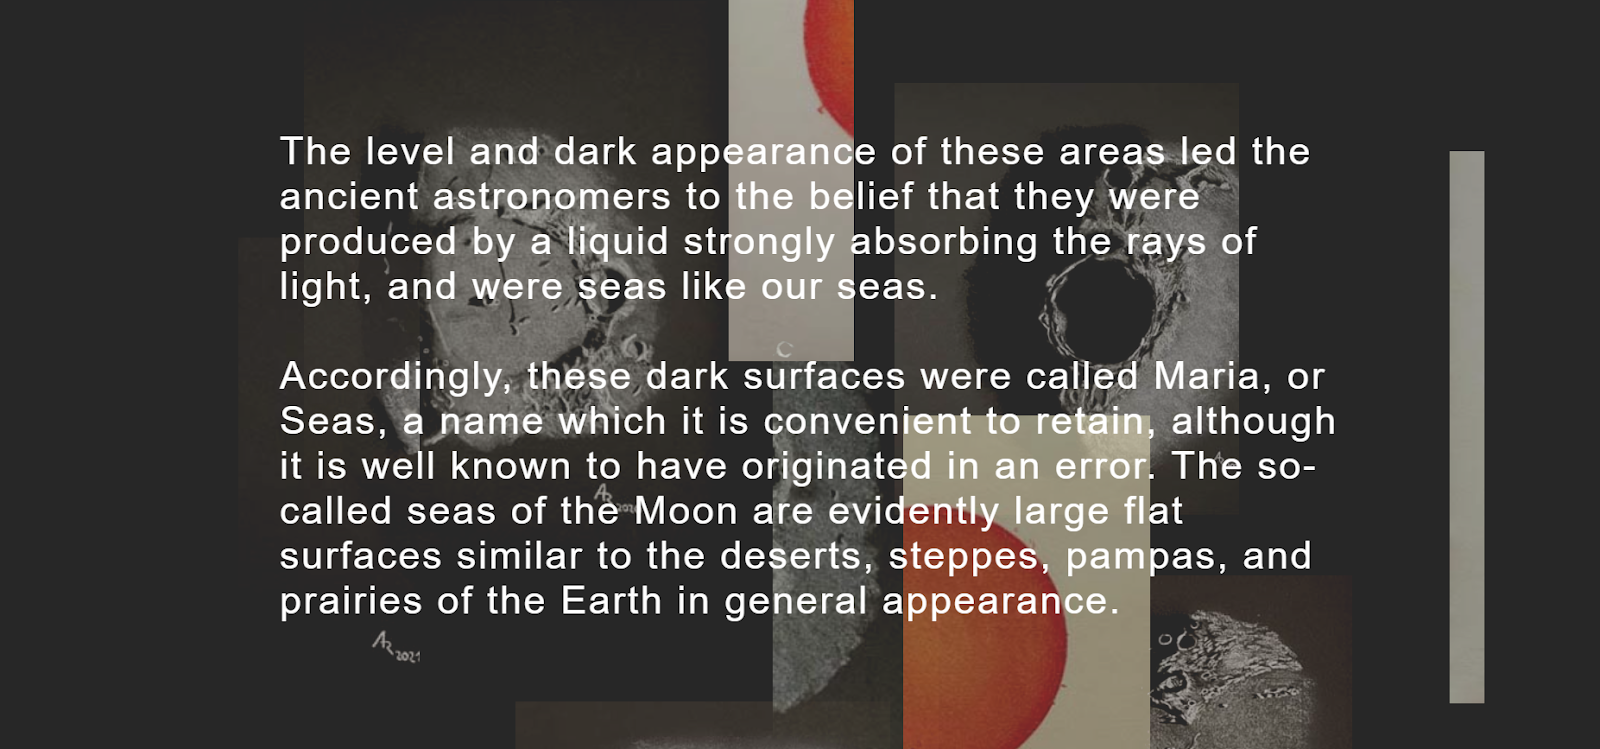 The level and dark appearance of these areas led the
ancient astronomers to the belief that they were
produced by a liquid strongly absorbing the rays of
light, and were seas like our seas.
Accordingly, these dark surfaces were called Maria, or
Seas, a name which it is convenient to retain, although
it is well known to have originated in an error. The so-
called seas of the Moon are evidently large flat
surfaces similar to the deserts, steppes, pampas, and
prairies of the Earth in general appearance.
AR 2021